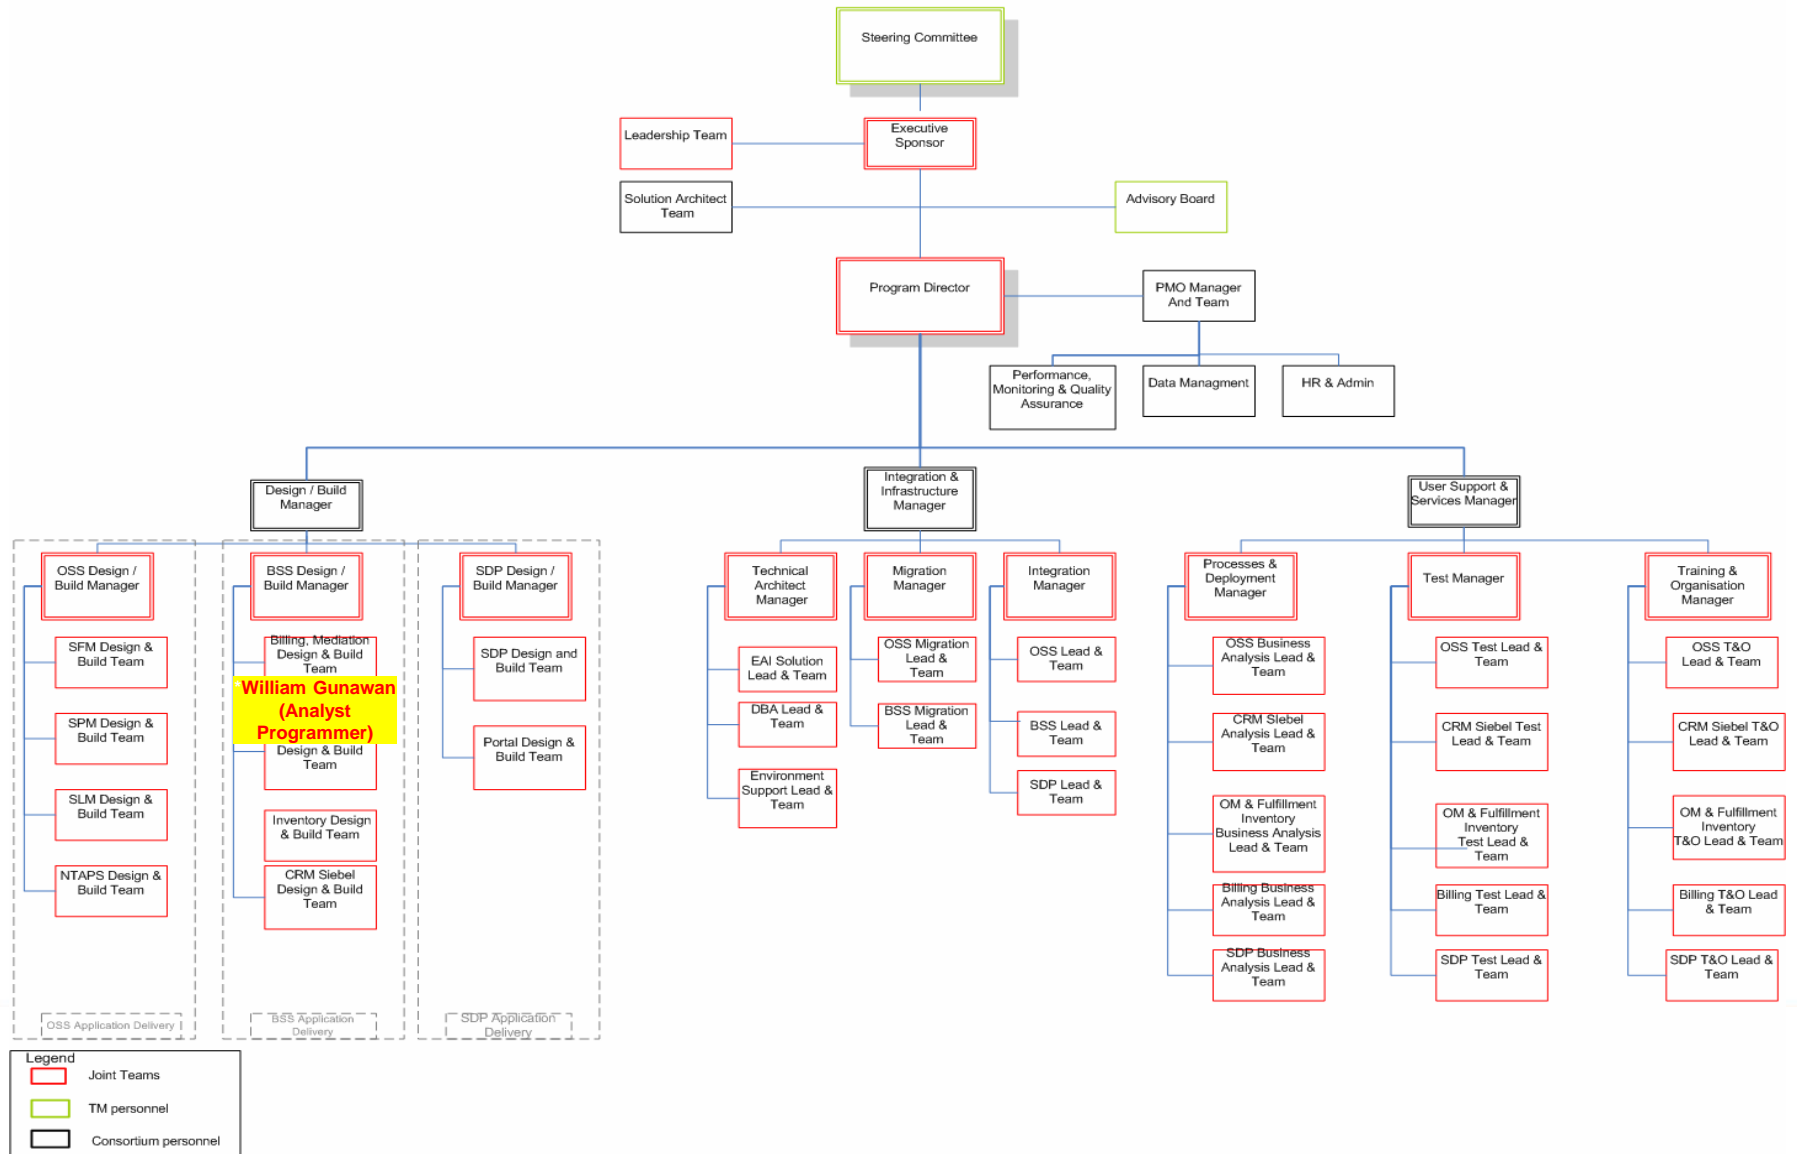 Steering Committee
Executive
Sponsor
Leadership Team
Solution Architect
Team
Advisory Board
Program Director
PMO Manager
And Team
Performance,
Monitoring & Quality
Assurance
Data Managment
HR & Admin
Design / Build
Manager
Integration &
Infrastructure
Manager
User Support &
Services Manager
OSS Design /
Build Manager
SFM Design &
Build Team
SPM Design &
Build Team
SLM Design &
Build Team
NTAPS Design &
Build Team
OSS Application Delivery
BSS Design /
Build Manager
Billing, Mediation
Design & Build
Team
William Gunawan
(Analyst
Programmer)
Design & Build
Team
Inventory Design
& Build Team
CRM Siebel
Design & Build
Team
BSS Application
Delivery
SDP Design /
Build Manager
SDP Design and
Build Team
Portal Design &
Build Team
SDP Application
Delivery
Technical
Architect
Manager
EAI Solution
Lead & Team
DBA Lead &
Team
Environment
Support Lead &
Team
Migration
Manager
OSS Migration
Lead &
Team
BSS Migration
Lead &
Team
Integration
Manager
OSS Lead &
Team
BSS Lead &
Team
SDP Lead &
Team
Processes &
Deployment
Manager
OSS Business
Analysis Lead &
Team
CRM Siebel
Analysis Lead &
Team
OM & Fulfillment
Inventory
Business Analysis
Lead & Team
Billing Business
Analysis Lead &
Team
SDP Business
Analysis Lead &
Team
Test Manager
OSS Test Lead &
Team
CRM Siebel Test
Lead & Team
OM & Fulfillment
Inventory
Test Lead &
Team
Billing Test Lead &
Team
SDP Test Lead &
Team
Training &
Organisation
Manager
OSS T&O
Lead & Team
CRM Siebel T&O
Lead & Team
OM & Fulfillment
Inventory
T&O Lead & Team
Billing T&O Lead
& Team
SDP T&O Lead &
Team
Legend
Joint Teams
TM personnel
Consortium personnel